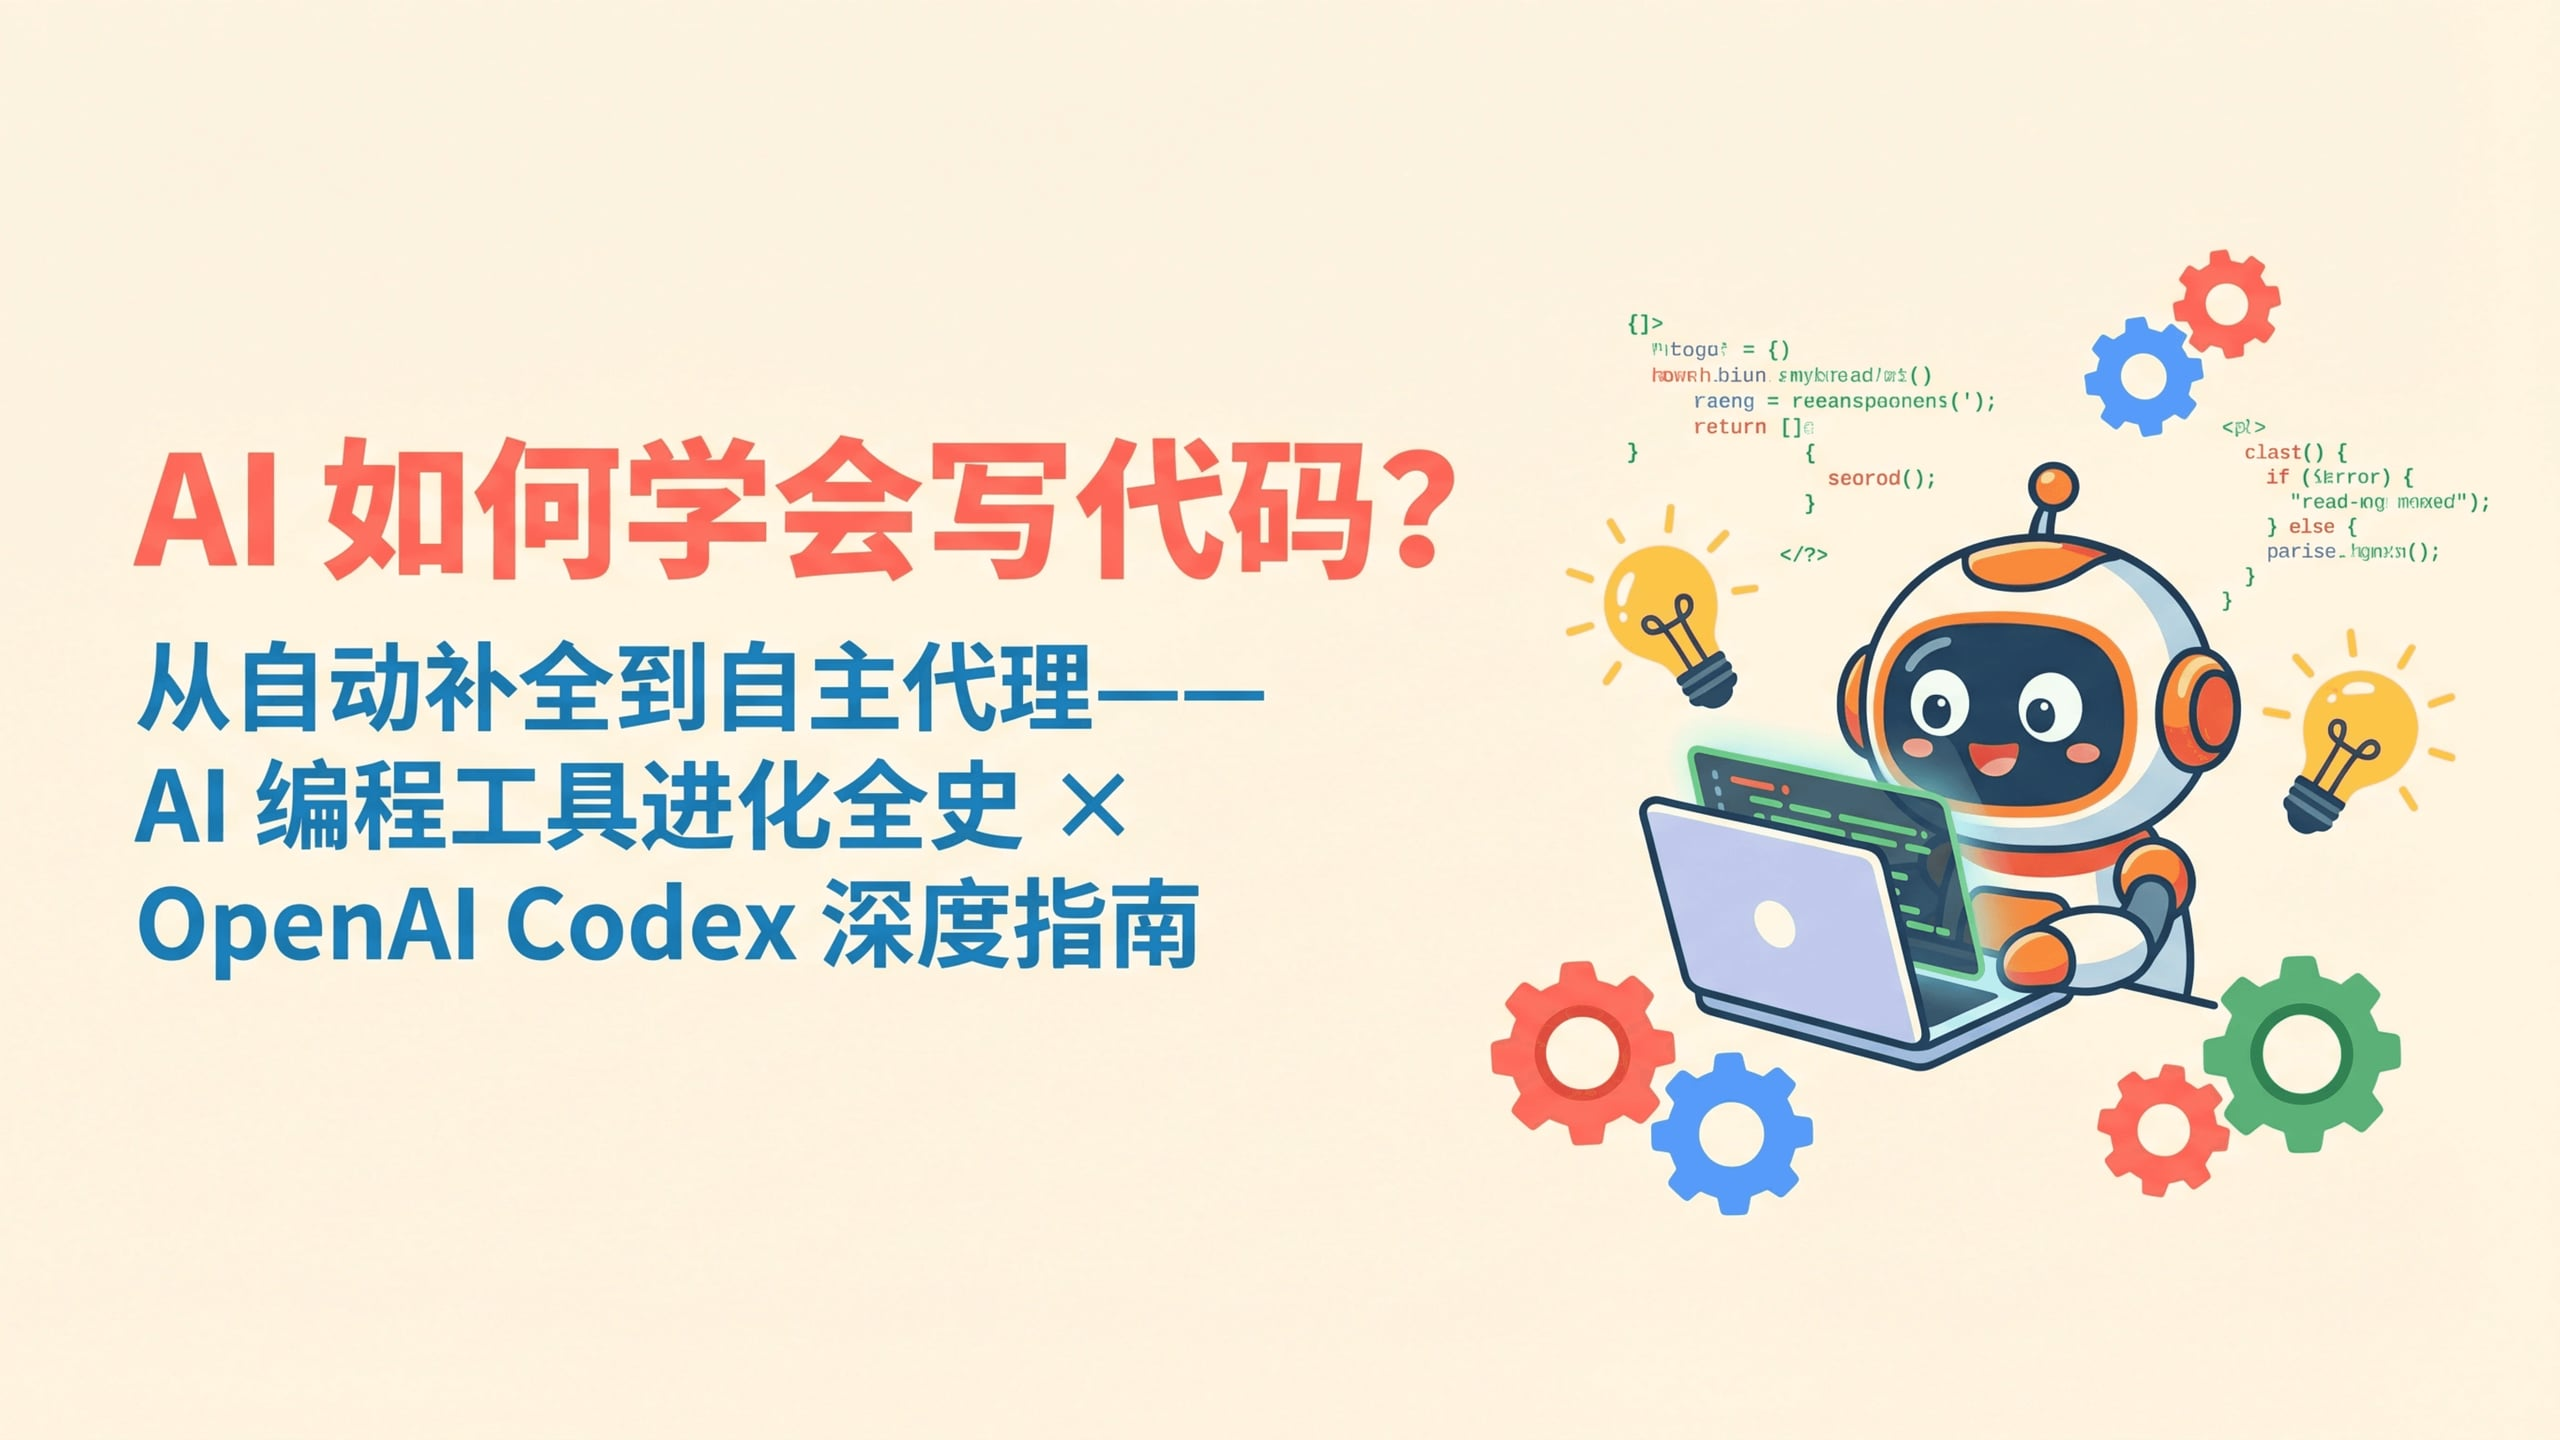 AI 如何学会写代码？
从自动补全到自主代理——
AI 编程工具进化全史 ×
OpenAI Codex 深度指南
{]>
= {)
raeng = reeanspaonens(');
return []
}
{
seorod();
}
</?>
clast() {
if
} else {
}
}